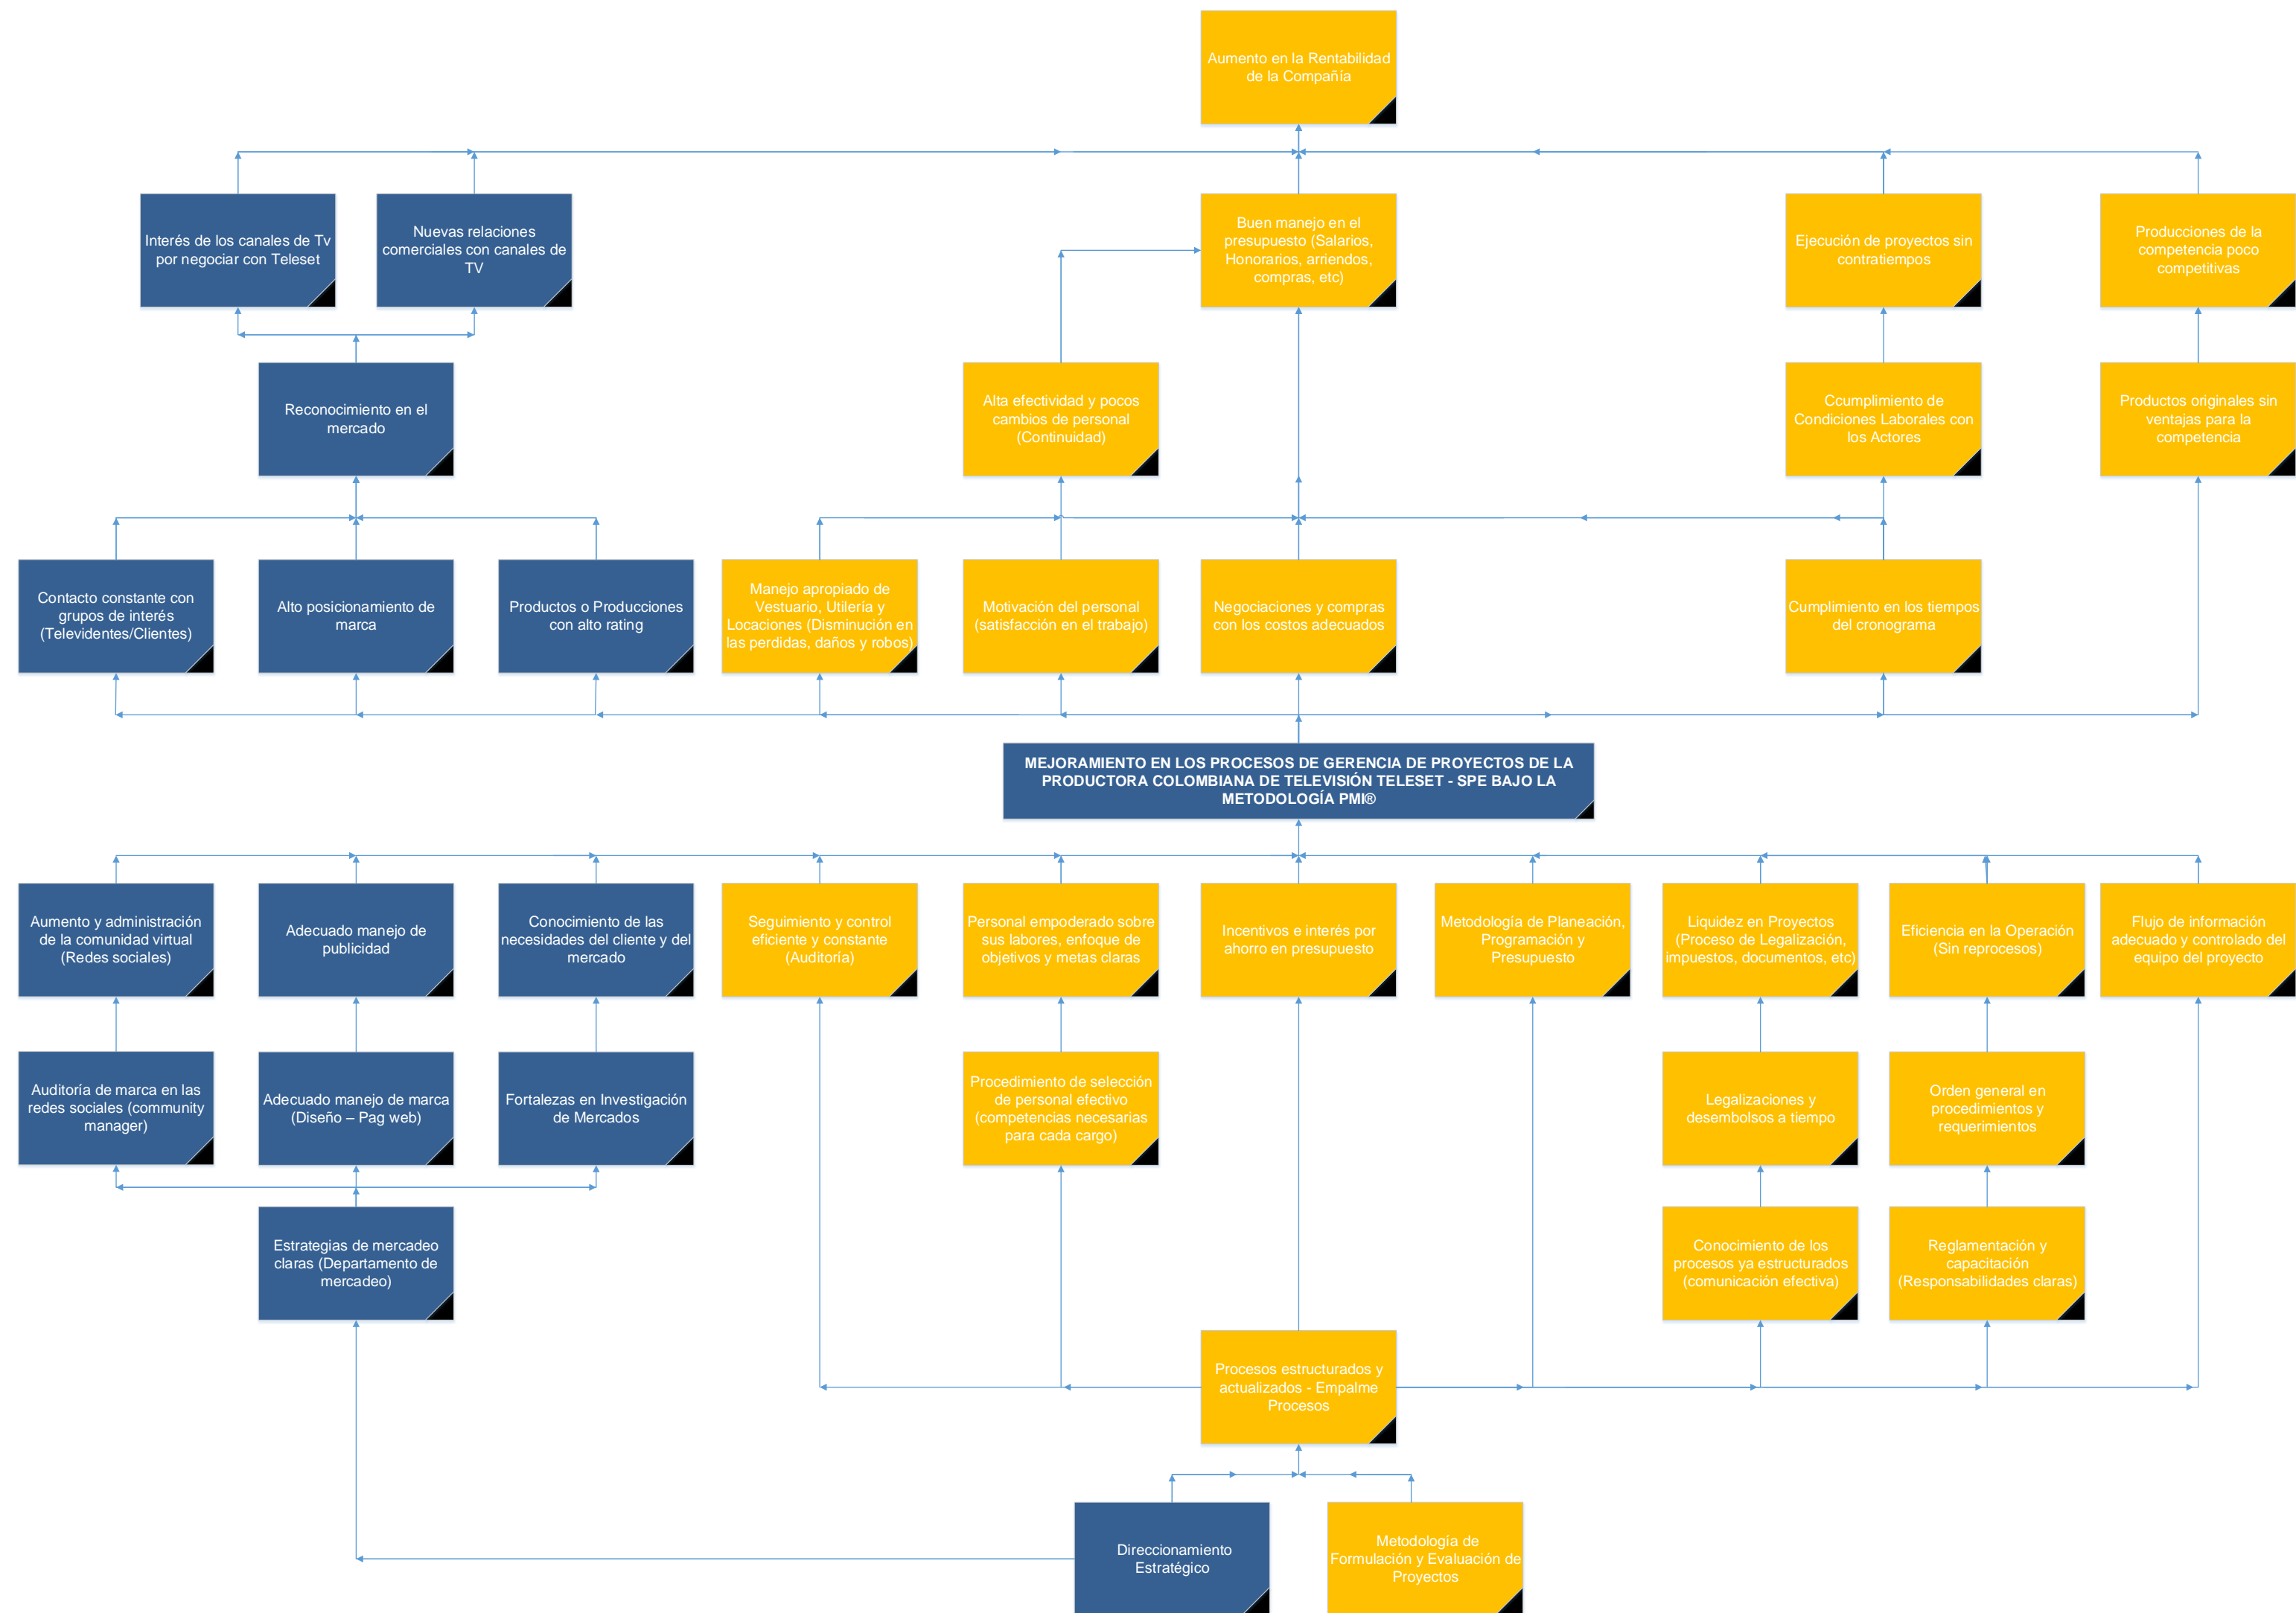 Aumento en la Rentabilidad
de la Compañía
Interés de los canales de Tv
por negociar con Teleset
Nuevas relaciones
comerciales con canales de
TV
Buen manejo en el
presupuesto (Salarios,
Honorarios, arriendos,
compras, etc)
Ejecución de proyectos sin
contratiempos
Producciones de la
competencia poco
competitivas
Reconocimiento en el
mercado
Alta efectividad y pocos
cambios de personal
(Continuidad)
Ccumplimiento de
Condiciones Laborales con
los Actores
Productos originales sin
ventajas para la
competencia
Contacto constante con
grupos de interés
(Televidentes/Clientes)
Alto posicionamiento de
marca
Productos o Producciones
con alto rating
Manejo apropiado de
Vestuario, Utilería y
Locaciones (Disminución en
las perdidas, daños y robos)
Motivación del personal
(satisfacción en el trabajo)
Negociaciones y compras
con los costos adecuados
Cumplimiento en los tiempos
del cronograma
MEJORAMIENTO EN LOS PROCESOS DE GERENCIA DE PROYECTOS DE LA
PRODUCTORA COLOMBIANA DE TELEVISIÓN TELESET - SPE BAJO LA
METODOLOGÍA PMI®
Aumento y administración
de la comunidad virtual
(Redes sociales)
Adecuado manejo de
publicidad
Conocimiento de las
necesidades del cliente y del
mercado
Seguimiento y control
eficiente y constante
(Auditoría)
Personal empoderado sobre
sus labores, enfoque de
objetivos y metas claras
Incentivos e interés por
ahorro en presupuesto
Metodología de Planeación,
Programación y
Presupuesto
Liquidez en Proyectos
(Proceso de Legalización,
impuestos, documentos, etc)
Eficiencia en la Operación
(Sin reprocesos)
Flujo de información
adecuado y controlado del
equipo del proyecto
Auditoría de marca en las
redes sociales (community
manager)
Adecuado manejo de marca
(Diseño – Pag web)
Fortalezas en Investigación
de Mercados
Procedimiento de selección
de personal efectivo
(competencias necesarias
para cada cargo)
Legalizaciones y
desembolsos a tiempo
Orden general en
procedimientos y
requerimientos
Estrategias de mercadeo
claras (Departamento de
mercadeo)
Conocimiento de los
procesos ya estructurados
(comunicación efectiva)
Reglamentación y
capacitación
(Responsabilidades claras)
Procesos estructurados y
actualizados - Empalme
Procesos
Direccionamiento
Estratégico
Metodología de
Formulación y Evaluación de
Proyectos